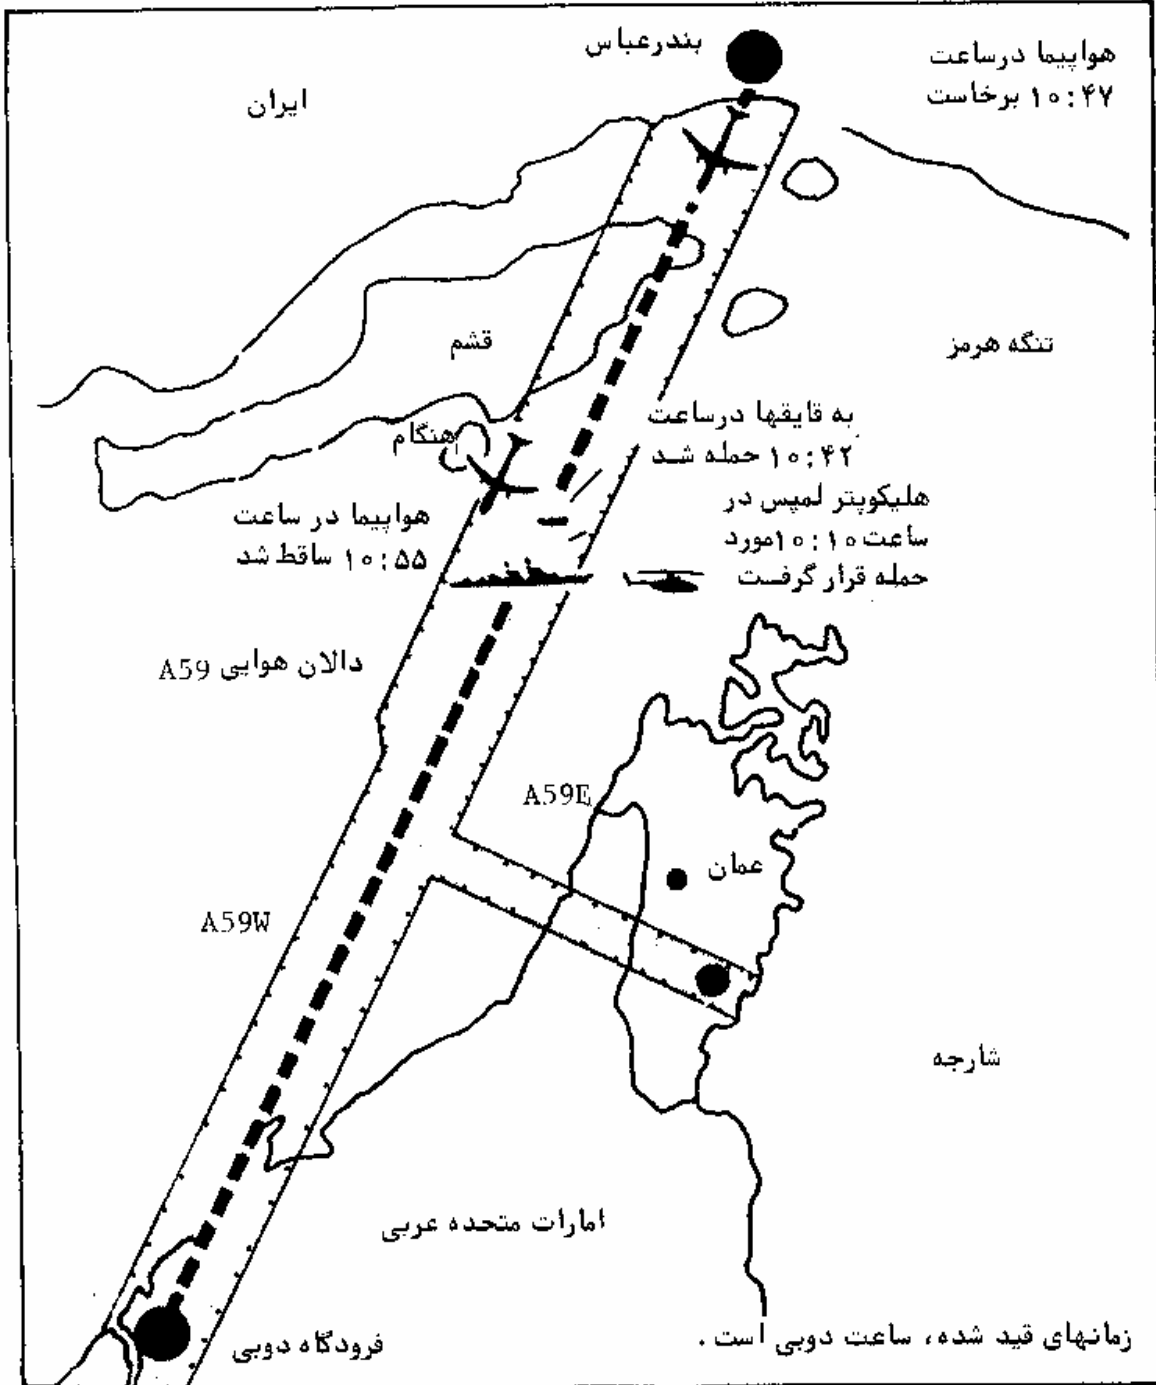 بندرعباس
هواپیما درساعت
۱۰:۴۷ برخاست
ایران
قشم
تنگه هرمز
به قایقها درساعت
۱۰:۴۲ حمله شد
هنگام
هلیکوپتر لمپس در
ساعت ۱۰:۱۰ مورد
حمله قرار گرفت
هواپیما در ساعت
۱۰:۵۵ ساقط شد
دالان هوایی A59
A59E
عمان
A59W
شارجه
امارات متحده عربی
فرودگاه دوبی
زمانهای قید شده، ساعت دوبی است.